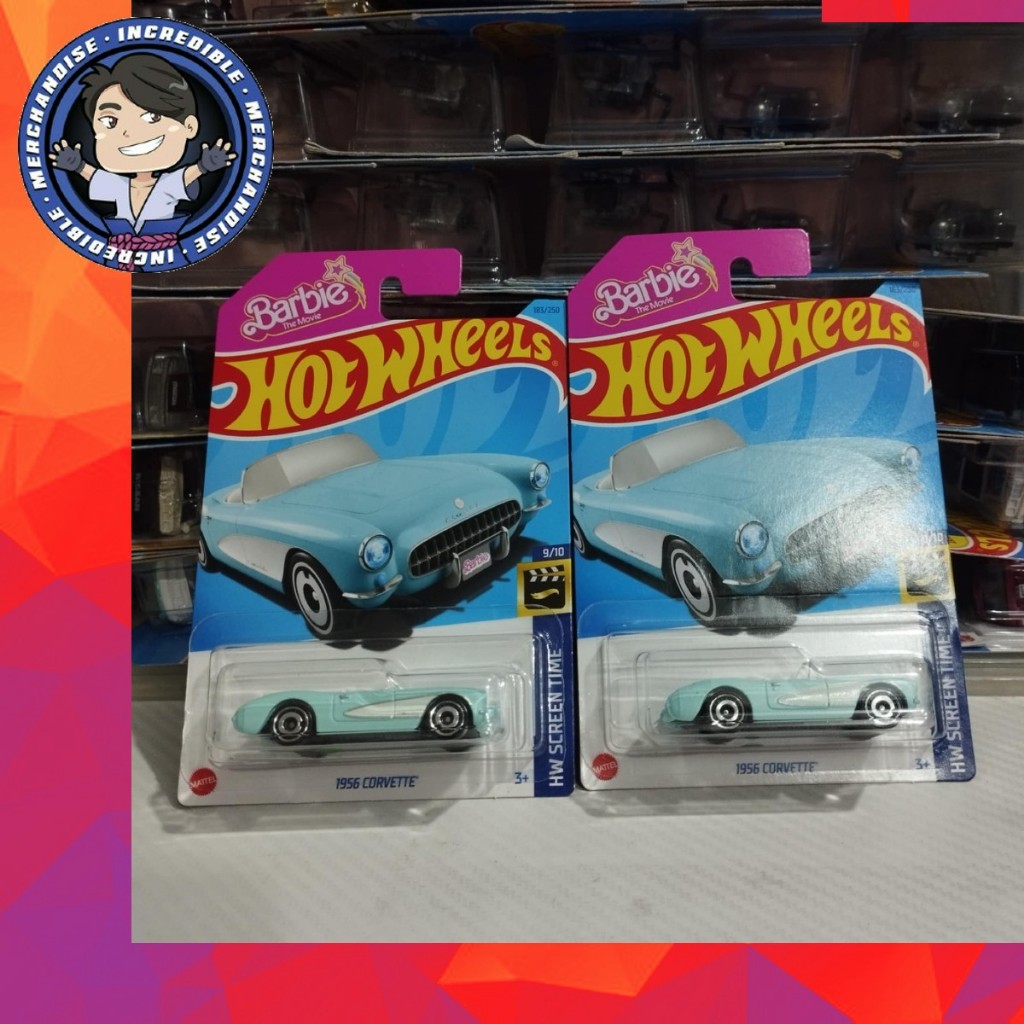 MERCHANDISE · INCREDIBLE · MERCHANDISE · INCREDIBLE ·
Barbie
The Movie
183/250
HOT WHEELS
Barbie
9/10
HW SCREEN TIME
MATTEL
1956 CORVETTE
3+
Barbie
The Movie
HOT WHEELS
HW SCREEN TIME
MATTEL
1956 CORVETTE
3+